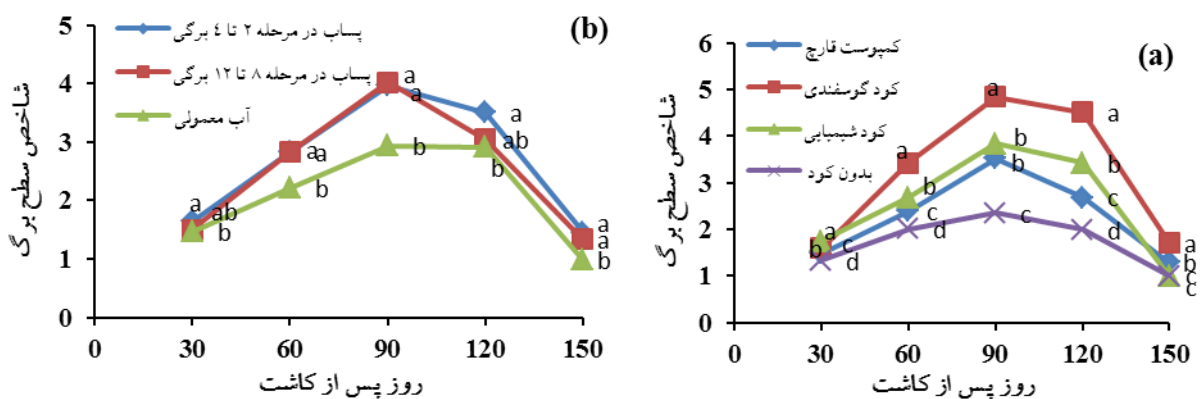 (b)
پساب در مرحله ۲ تا ٤ برگی
پساب در مرحله ۸ تا ۱۲ برگی
آب معمولی
شاخص سطح برگ
5
4
3
2
1
0
a
ab
b
a
a
b
a
a
b
a
ab
b
a
a
b
0 30 60 90 120 150
روز پس از کاشت
(a)
کمپوست قارچ
کود گوسفندی
کود شیمیایی
بدون کود
شاخص سطح برگ
6
5
4
3
2
1
0
a
b
c
d
a
b
c
d
a
b
b
c
a
b
c
d
a
b
c
c
0 30 60 90 120 150
روز پس از کاشت